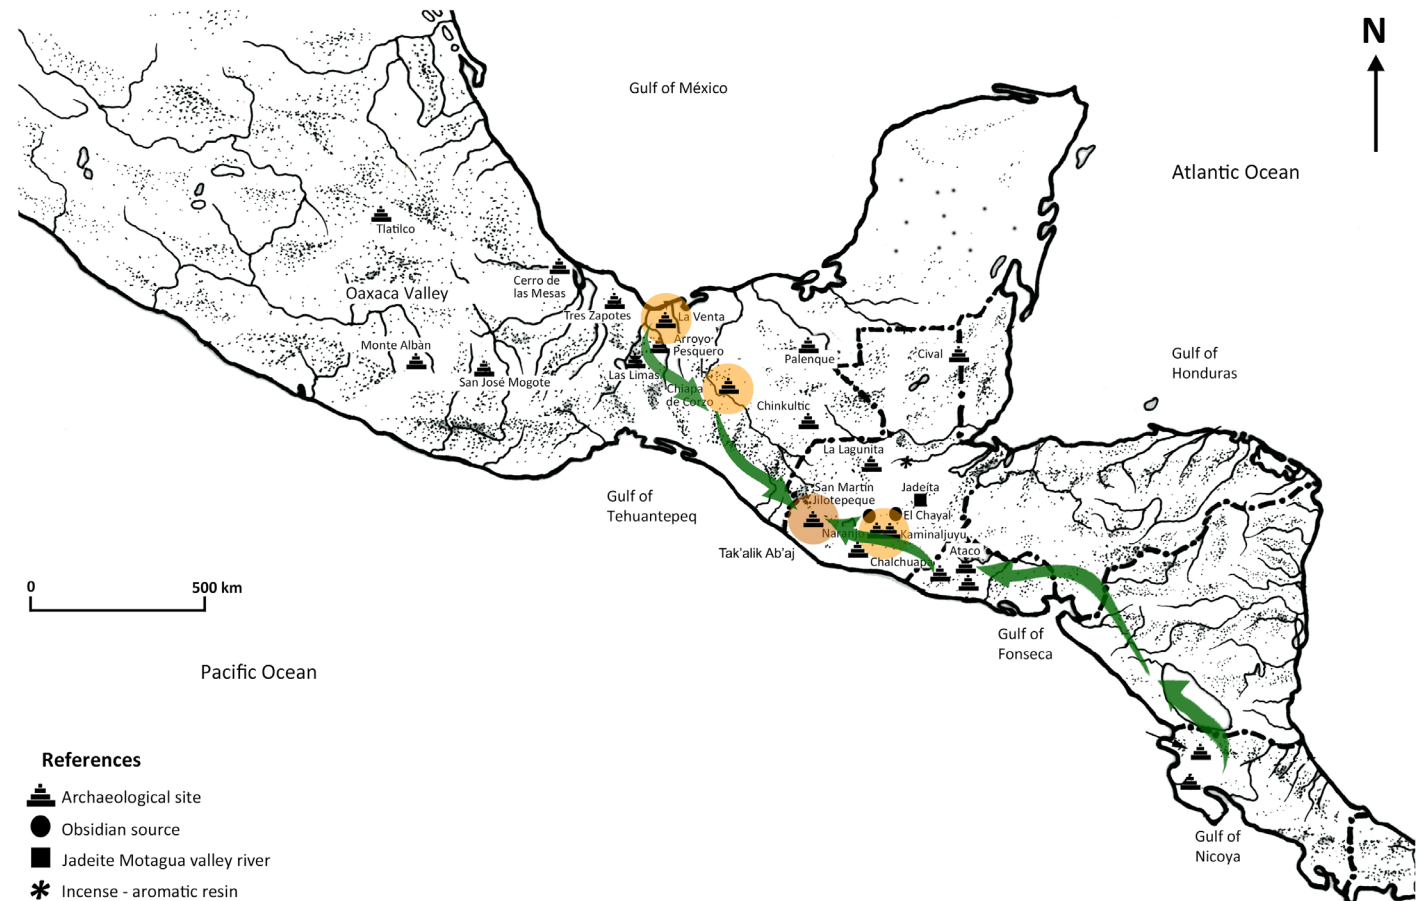 N
Gulf of México
Atlantic Ocean
Tlatilco
Cerro de
las Mesas
Oaxaca Valley
Tres Zapotes
La Venta
Arroyo
Pesquero
Monte Albàn
San José Mogote
Las Limas
Chiapa
de Corzo
Palenque
Cival
Gulf of
Honduras
Chinkultic
La Lagunita
San Martín
Jilotepeque
Jadeíta
El Chayal
Naranjo
Kaminaljuyu
Gulf of
Tehuantepeq
Tak'alik Ab'aj
Chalchuapa
Ataco
0
500 km
Gulf of
Fonseca
Pacific Ocean
Gulf of
Nicoya
References
Archaeological site
Obsidian source
Jadeite Motagua valley river
Incense - aromatic resin